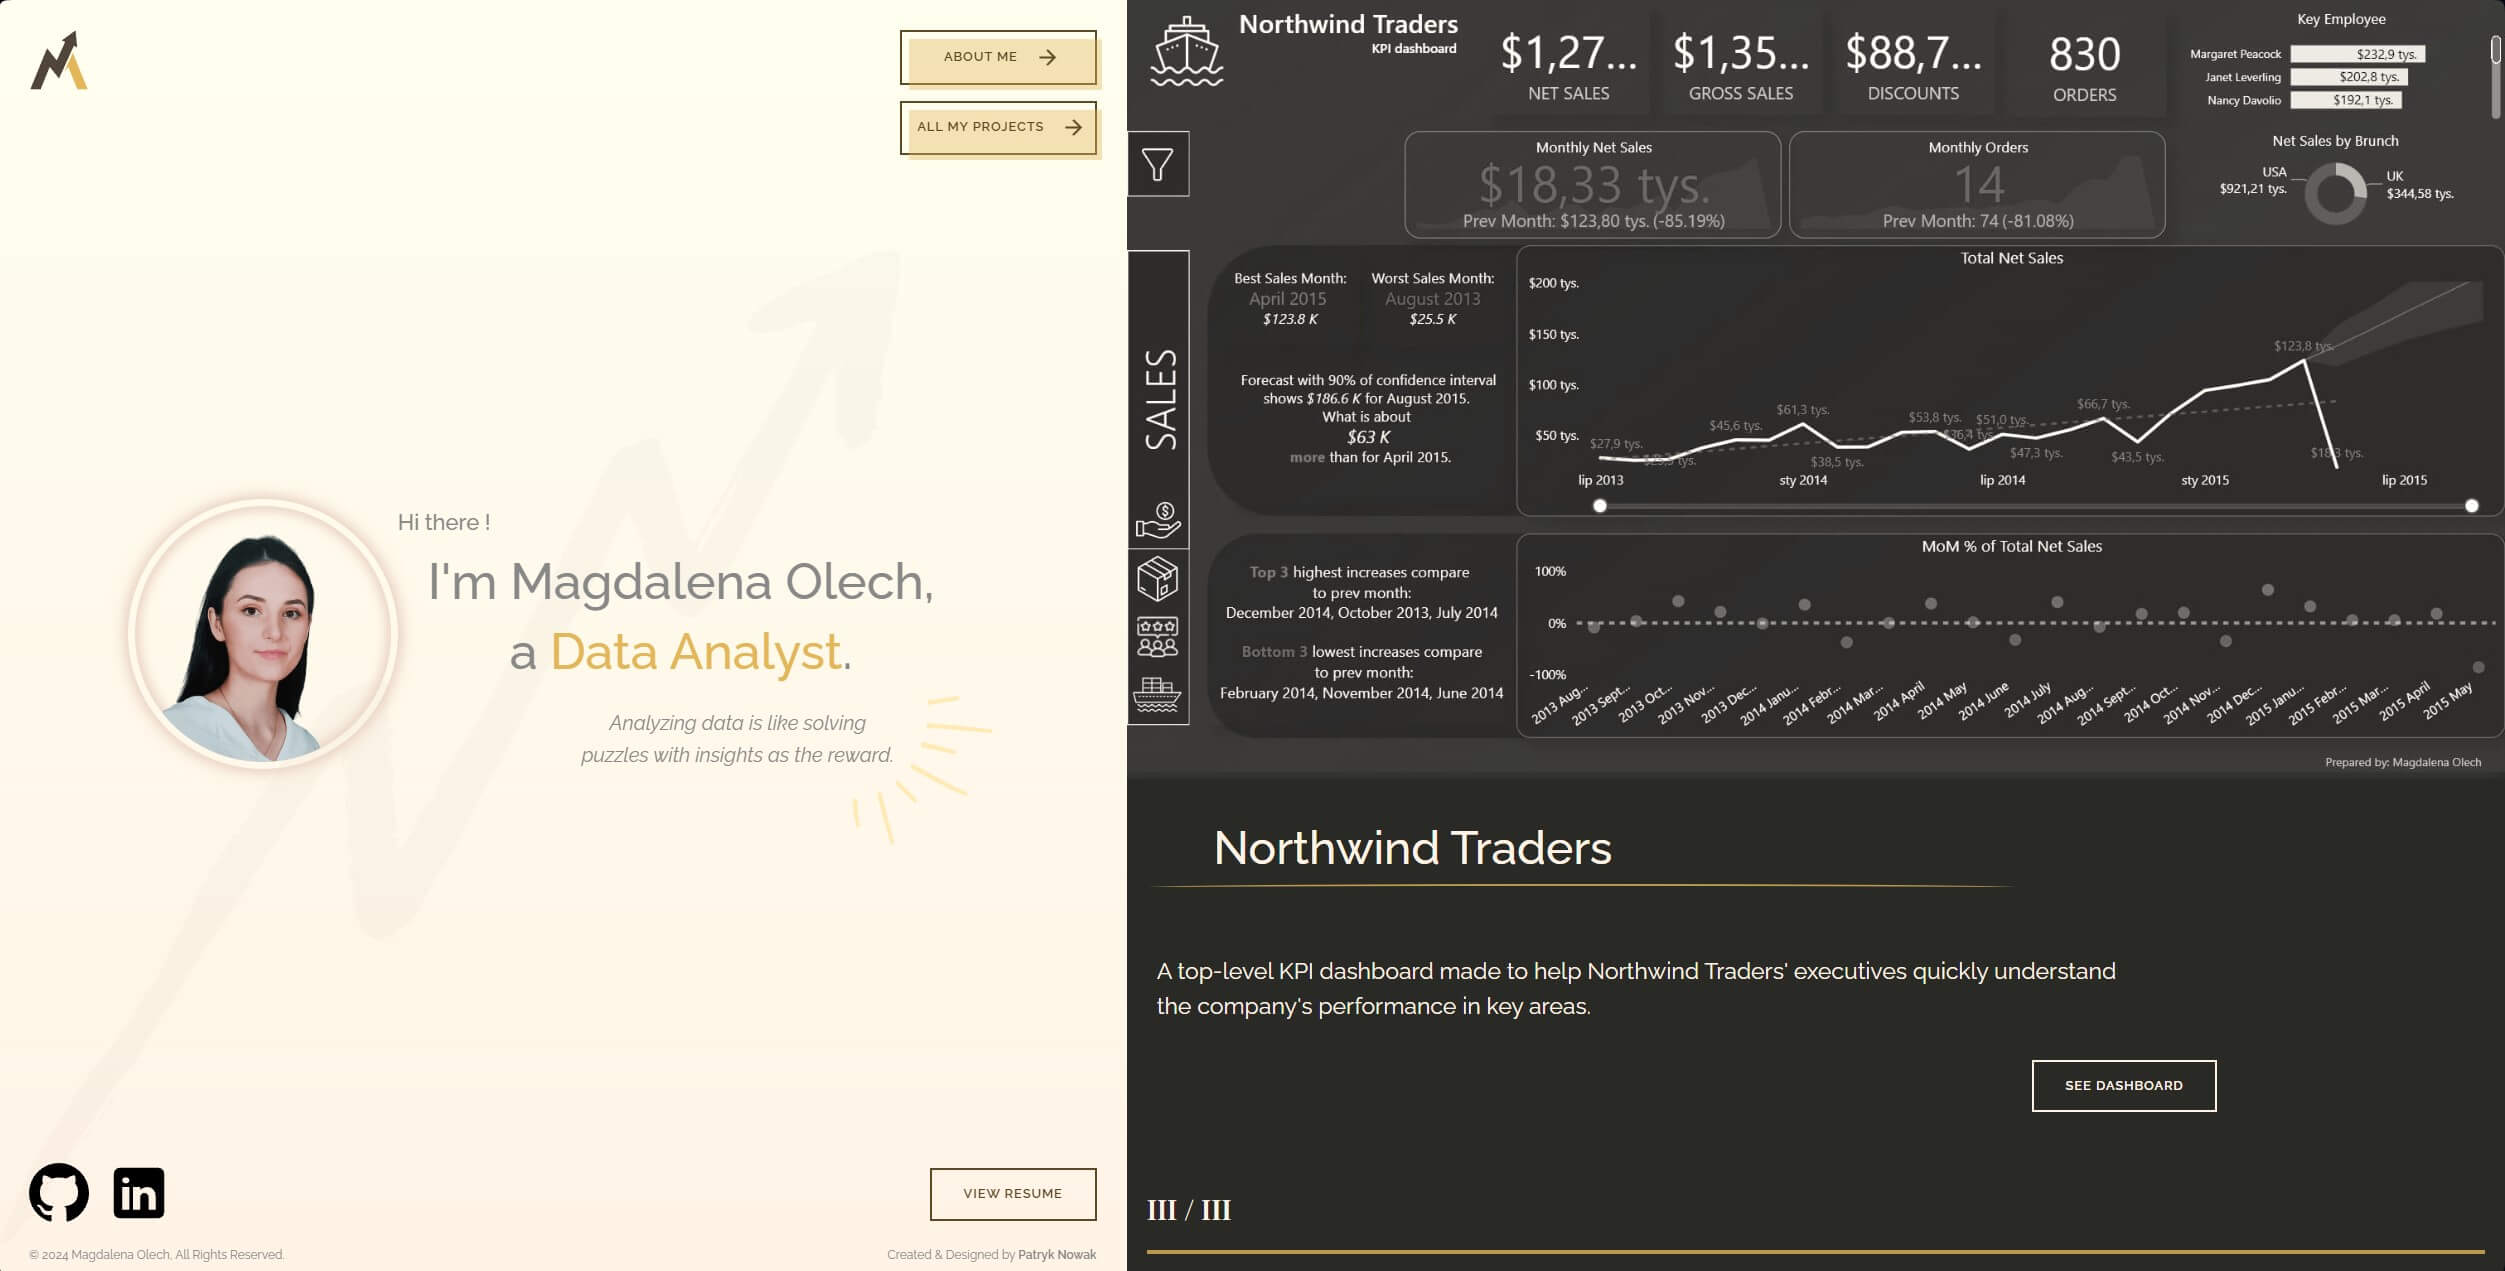 ABOUT ME
ALL MY PROJECTS
Hi there !
I'm Magdalena Olech,
a Data Analyst.
Analyzing data is like solving
puzzles with insights as the reward.
VIEW RESUME
© 2024 Magdalena Olech, All Rights Reserved.
Created & Designed by Patryk Nowak
Northwind Traders
KPI dashboard
$1,27...
NET SALES
$1,35...
GROSS SALES
$88,7...
DISCOUNTS
830
ORDERS
Key Employee
Margaret Peacock $232,9 tys.
Janet Leverling $202,8 tys.
Nancy Davolio $192,1 tys.
Monthly Net Sales
$18,33 tys.
Prev Month: $123,80 tys. (-85.19%)
Monthly Orders
14
Prev Month: 74 (-81.08%)
Net Sales by Brunch
USA
$921,21 tys.
UK
$344,58 tys.
SALES
Best Sales Month:
April 2015
$123.8 K
Worst Sales Month:
August 2013
$25.5 K
Forecast with 90% of confidence interval
shows $186.6 K for August 2015.
What is about
$63 K
more than for April 2015.
Total Net Sales
$200 tys.
$150 tys.
$100 tys.
$50 tys.
$27,9 tys.
$25,5 tys.
$45,6 tys.
$61,3 tys.
$38,5 tys.
$53,8 tys.
$36,4 tys.
$51,0 tys.
$47,3 tys.
$66,7 tys.
$43,5 tys.
$123,8 tys.
$18,3 tys.
lip 2013
sty 2014
lip 2014
sty 2015
lip 2015
Top 3 highest increases compare
to prev month:
December 2014, October 2013, July 2014
Bottom 3 lowest increases compare
to prev month:
February 2014, November 2014, June 2014
MoM % of Total Net Sales
100%
0%
-100%
2013 Aug...
2013 Sept...
2013 Oct...
2013 Nov...
2013 Dec...
2014 Janu...
2014 Febr...
2014 Mar...
2014 April
2014 May
2014 June
2014 July
2014 Aug...
2014 Sept...
2014 Oct...
2014 Nov...
2014 Dec...
2015 Janu...
2015 Febr...
2015 Mar...
2015 April
2015 May
Prepared by: Magdalena Olech
Northwind Traders
A top-level KPI dashboard made to help Northwind Traders' executives quickly understand
the company's performance in key areas.
SEE DASHBOARD
III / III